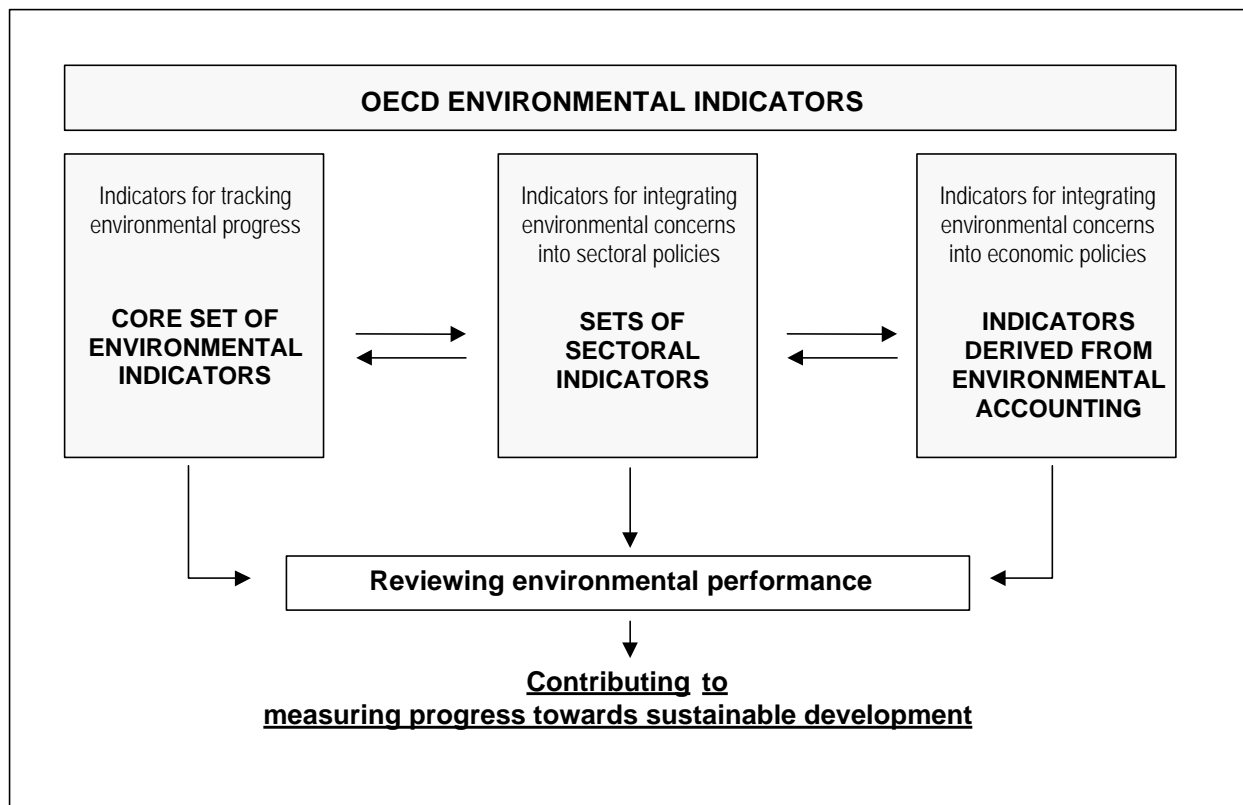 OECD ENVIRONMENTAL INDICATORS
Indicators for tracking
environmental progress
CORE SET OF
ENVIRONMENTAL
INDICATORS
Indicators for integrating
environmental concerns
into sectoral policies
SETS OF
SECTORAL
INDICATORS
Indicators for integrating
environmental concerns
into economic policies
INDICATORS
DERIVED FROM
ENVIRONMENTAL
ACCOUNTING
Reviewing environmental performance
Contributing to
measuring progress towards sustainable development